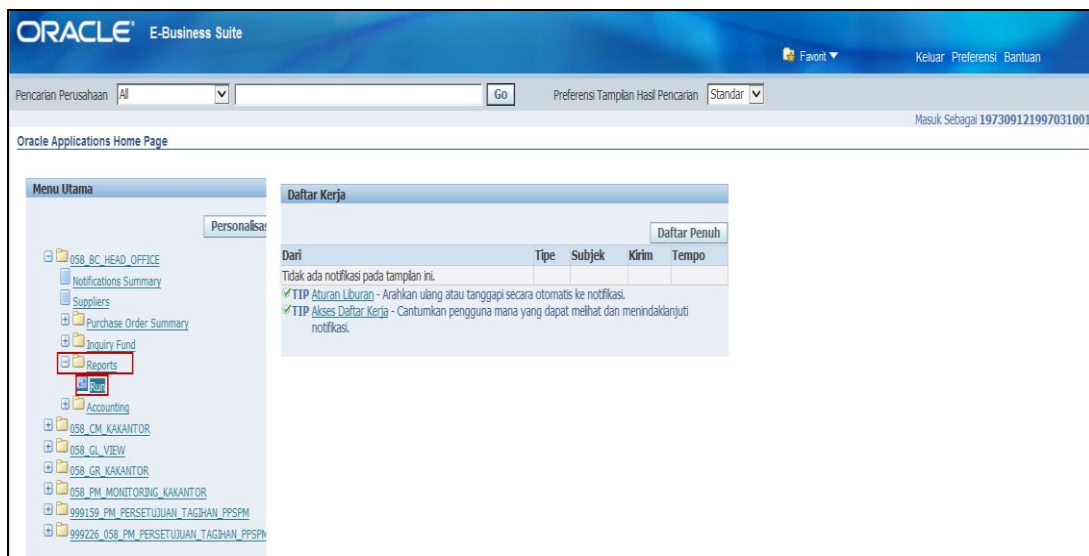 ORACLE E-Business Suite
Favorit
Keluar Preferensi Bantuan
Pencarian Perusahaan All Go Preferensi Tampilan Hasil Pencarian Standar
Masuk Sebagai 197309121997031001
Oracle Applications Home Page
Menu Utama
Personalisas
058_BC_HEAD_OFFICE
Notifications Summary
Suppliers
Purchase Order Summary
Inquiry Fund
Reports
Run
Accounting
058_CM_KAKANTOR
058_GL_VIEW
058_GR_KAKANTOR
058_PM_MONITORING_KAKANTOR
999159_PM_PERSETUJUAN_TAGIHAN_PPSPM
999226_058_PM_PERSETUJUAN_TAGIHAN_PPSPM
Daftar Kerja
Daftar Penuh
Dari Tipe Subjek Kirim Tempo
Tidak ada notifikasi pada tampilan ini.
TIP Aturan Liburan - Arahkan ulang atau tanggapi secara otomatis ke notifikasi.
TIP Akses Daftar Kerja - Cantumkan pengguna mana yang dapat melihat dan menindaklanjuti
notifikasi.